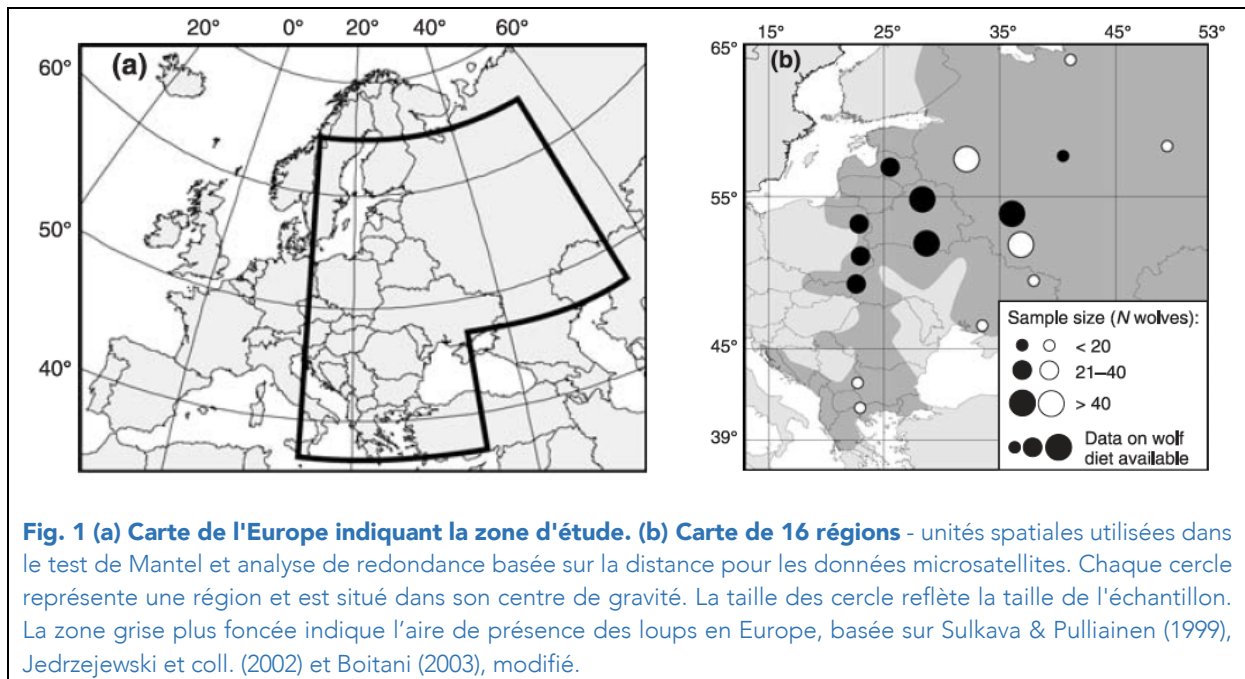 20° 0° 20° 40° 60°
60°
50°
40°
(a)
15° 25° 35° 45° 53°
65°
55°
45°
39°
(b)
Sample size (N wolves):
< 20
21–40
> 40
Data on wolf
diet available
Fig. 1 (a) Carte de l'Europe indiquant la zone d'étude. (b) Carte de 16 régions - unités spatiales utilisées dans
le test de Mantel et analyse de redondance basée sur la distance pour les données microsatellites. Chaque cercle
représente une région et est situé dans son centre de gravité. La taille des cercle reflète la taille de l'échantillon.
La zone grise plus foncée indique l’aire de présence des loups en Europe, basée sur Sulkava & Pulliainen (1999),
Jedrzejewski et coll. (2002) et Boitani (2003), modifié.